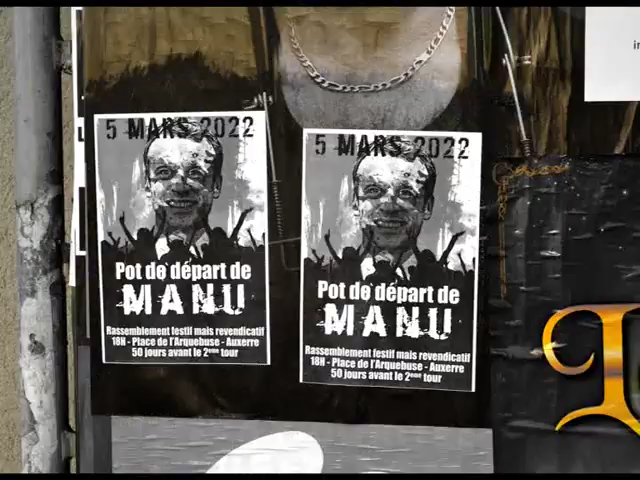 5 MARS 2022
Pot de départ de
MANU
Rassemblement festif mais revendicatif
18H - Place de l'Arquebuse - Auxerre
50 jours avant le 2ème tour
5 MARS 2022
Pot de départ de
MANU
Rassemblement festif mais revendicatif
18H - Place de l'Arquebuse - Auxerre
50 jours avant le 2ème tour